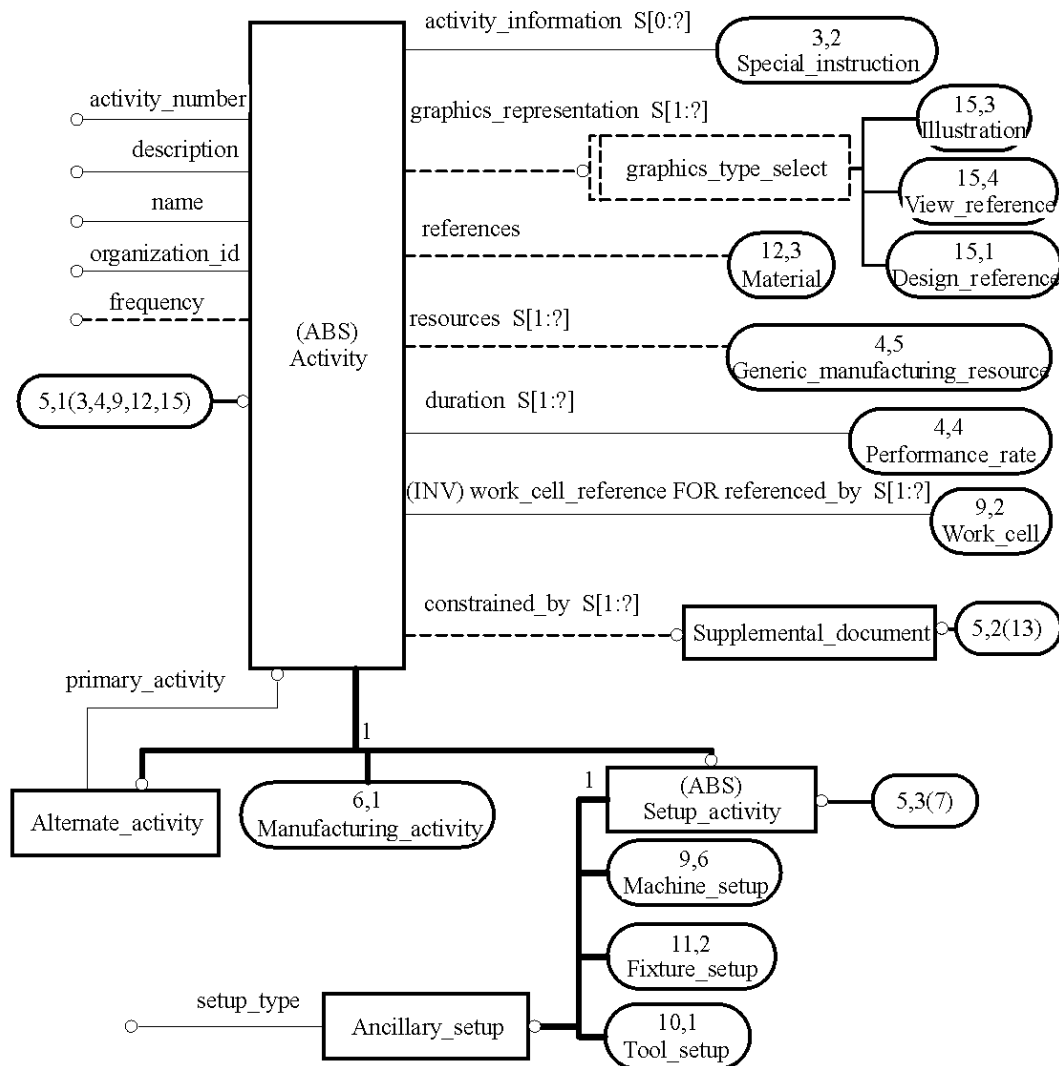 activity_information S[0:?]
3,2
Special_instruction
activity_number
graphics_representation S[1:?]
15,3
Illustration
description
graphics_type_select
15,4
View_reference
name
references
organization_id
12,3
Material
15,1
Design_reference
frequency
resources S[1:?]
(ABS)
Activity
4,5
Generic_manufacturing_resource
5,1(3,4,9,12,15)
duration S[1:?]
4,4
Performance_rate
(INV) work_cell_reference FOR referenced_by S[1:?]
9,2
Work_cell
constrained_by S[1:?]
Supplemental_document
5,2(13)
primary_activity
1
1
(ABS)
Setup_activity
5,3(7)
Alternate_activity
6,1
Manufacturing_activity
9,6
Machine_setup
11,2
Fixture_setup
setup_type
Ancillary_setup
10,1
Tool_setup